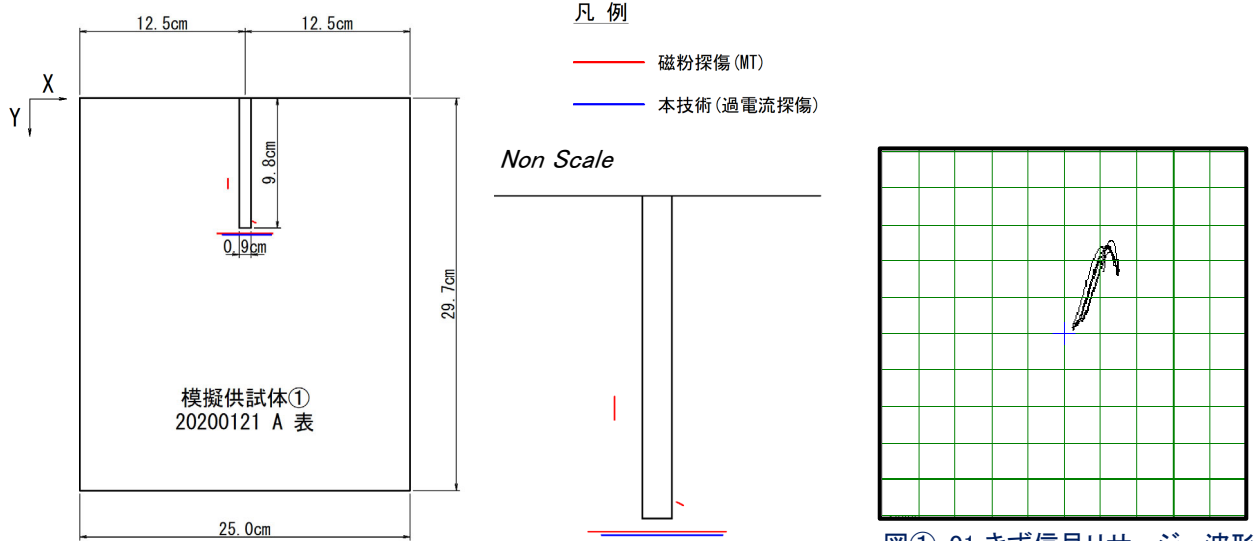 12.5cm
12.5cm
X
Y
9.8cm
0.9cm
29.7cm
模擬供試体①
20200121 A 表
25.0cm
凡 例
磁粉探傷(MT)
本技術(過電流探傷)
Non Scale